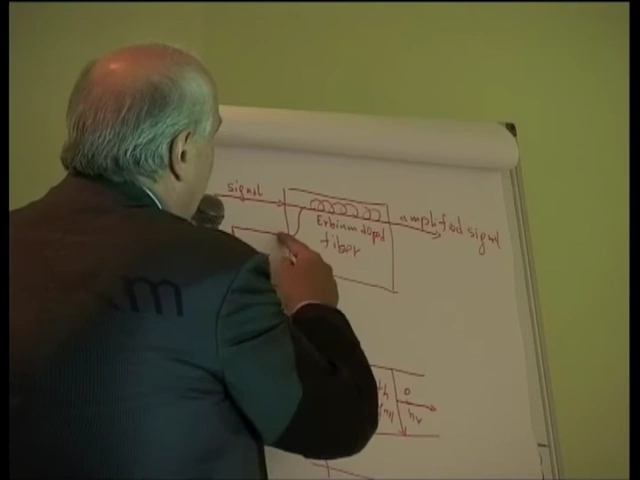 signal
amplified signal
Erbium doped
fiber
hν